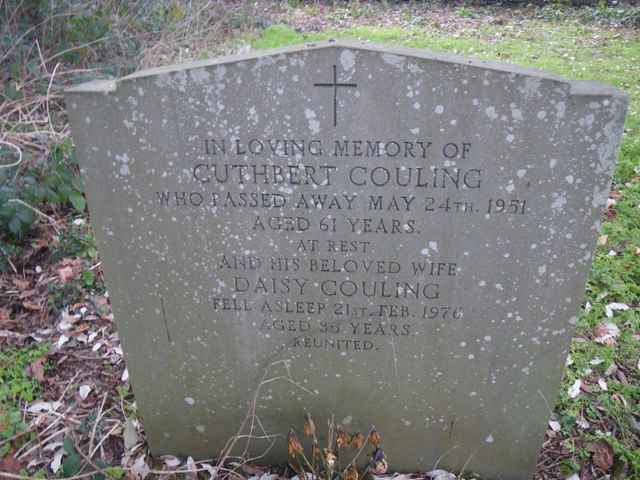 IN LOVING MEMORY OF
CUTHBERT COULING
WHO PASSED AWAY MAY 24TH. 1951
AGED 61 YEARS.
AT REST
AND HIS BELOVED WIFE
DAISY COULING
FELL ASLEEP 21ST. FEB. 1976
AGED YEARS.
REUNITED.